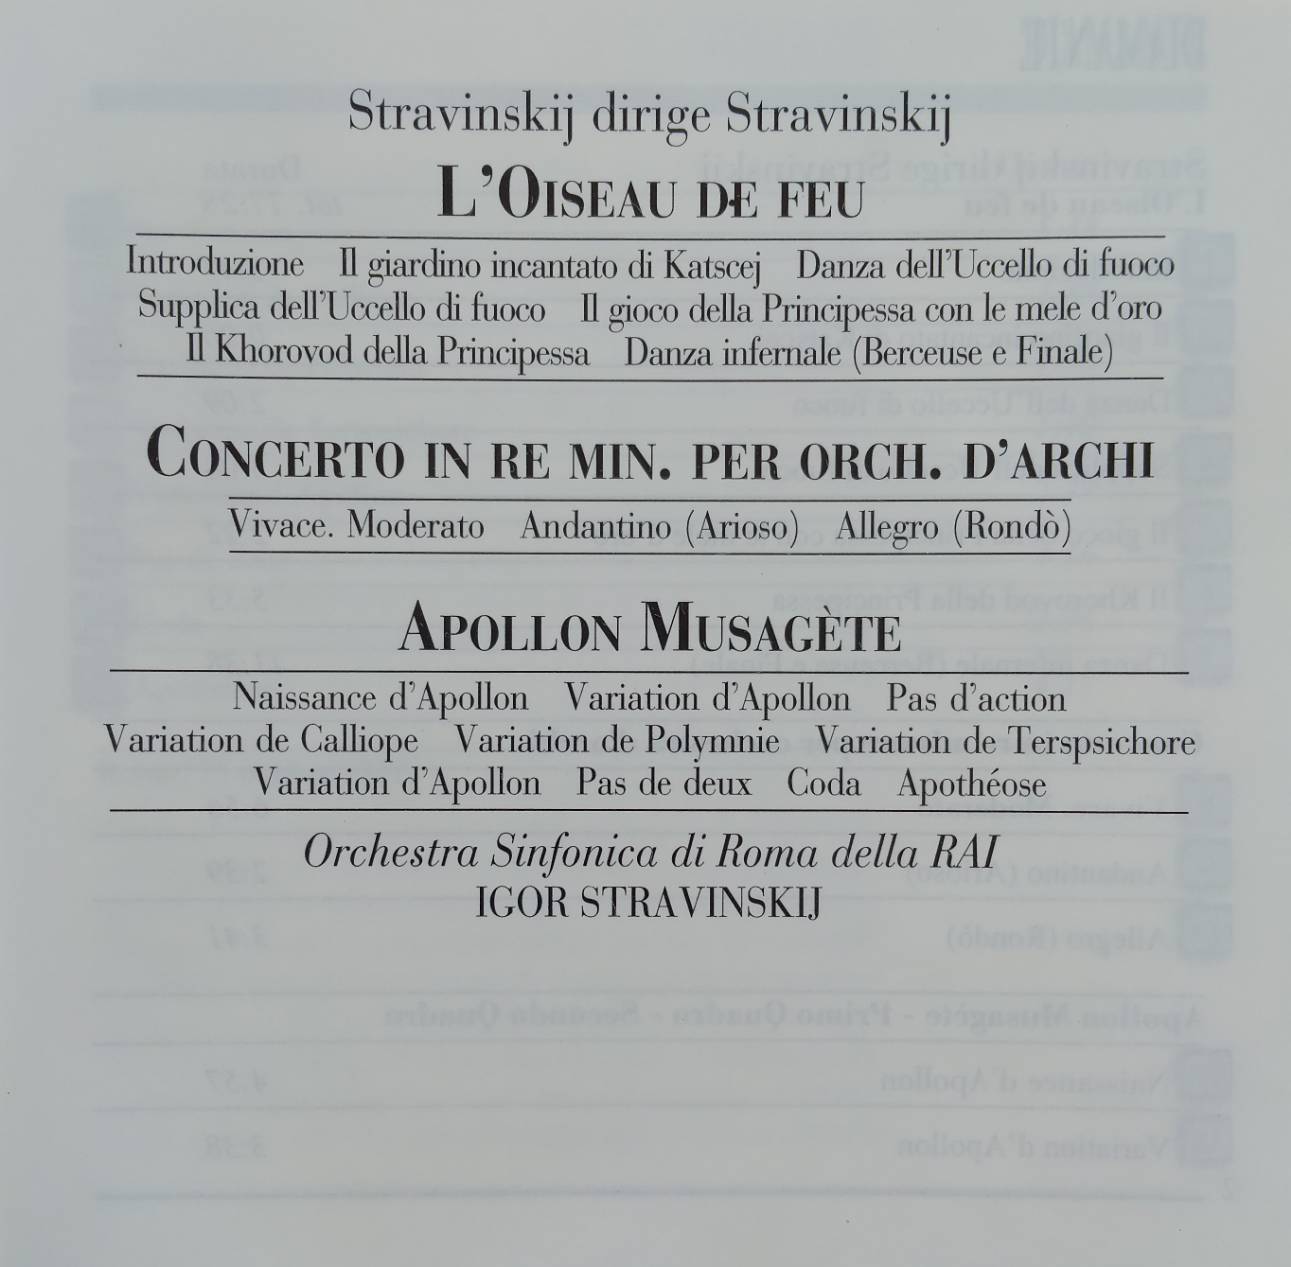 Stravinskij dirige Stravinskij
L'OISEAU DE FEU
Introduzione Il giardino incantato di Katscej Danza dell'Uccello di fuoco
Supplica dell'Uccello di fuoco Il gioco della Principessa con le mele d'oro
Il Khorovod della Principessa Danza infernale (Berceuse e Finale)
CONCERTO IN RE MIN. PER ORCH. D'ARCHI
Vivace. Moderato Andantino (Arioso) Allegro (Rondò)
APOLLON MUSAGÈTE
Naissance d'Apollon Variation d'Apollon Pas d'action
Variation de Calliope Variation de Polymnie Variation de Terspsichore
Variation d'Apollon Pas de deux Coda Apothéose
Orchestra Sinfonica di Roma della RAI
IGOR STRAVINSKIJ